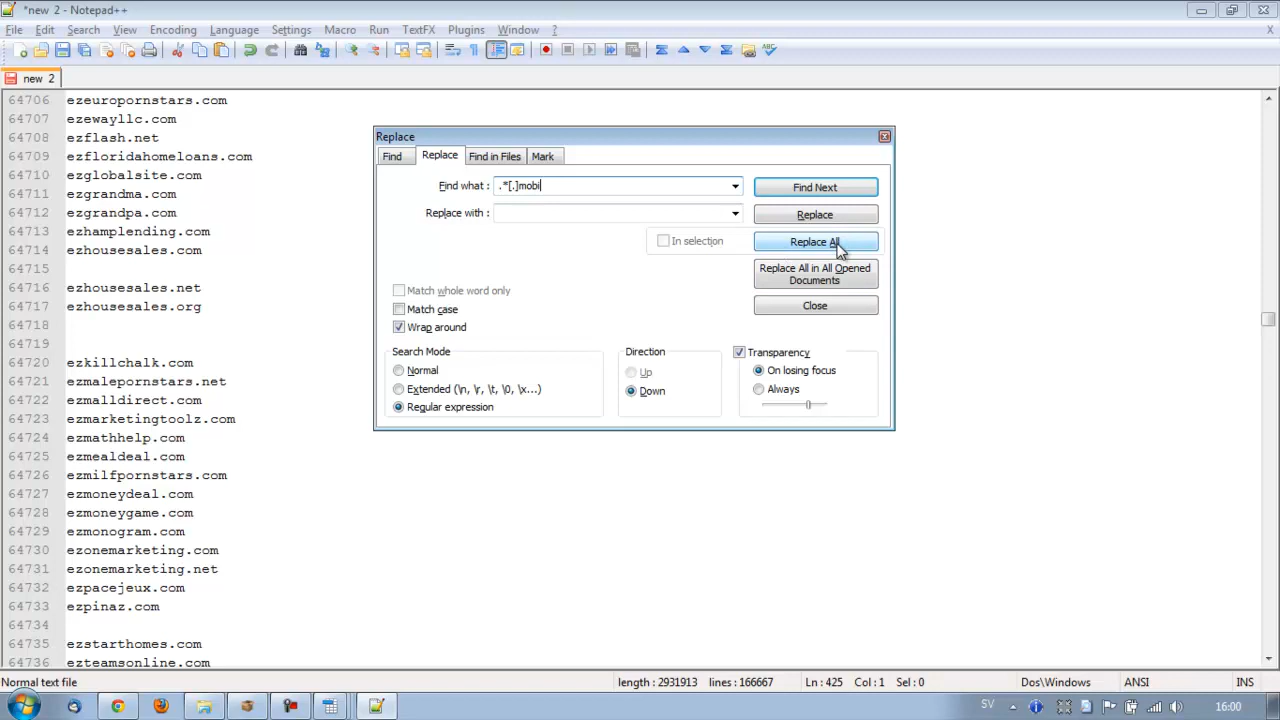 *new 2 - Notepad++
File Edit Search View Encoding Language Settings Macro Run TextFX Plugins Window ? X
new 2
64706 ezeuropornstars.com
64707 ezewayllc.com
64708 ezflash.net
64709 ezfloridahomeloans.com
64710 ezglobalsite.com
64711 ezgrandma.com
64712 ezgrandpa.com
64713 ezhamplending.com
64714 ezhousesales.com
64715
64716 ezhousesales.net
64717 ezhousesales.org
64718
64719
64720 ezkillchalk.com
64721 ezmalepornstars.net
64722 ezmalldirect.com
64723 ezmarketingtoolz.com
64724 ezmathhelp.com
64725 ezmealdeal.com
64726 ezmilfpornstars.com
64727 ezmoneydeal.com
64728 ezmoneygame.com
64729 ezmonogram.com
64730 ezonemarketing.com
64731 ezonemarketing.net
64732 ezpacejeux.com
64733 ezpinaz.com
64734
64735 ezstarthomes.com
64736 ezteamsonline.com
Replace
Find Replace Find in Files Mark
Find what : .*[.]mobi Find Next
Replace with : Replace
In selection Replace All
Replace All in All Opened
Documents
Match whole word only
Match case Close
Wrap around
Search Mode Direction Transparency
Normal Up On losing focus
Extended (\n, \r, \t, \0, \x...) Down Always
Regular expression
Normal text file length : 2931913 lines : 166667 Ln : 425 Col : 1 Sel : 0 Dos\Windows ANSI INS
SV 16:00